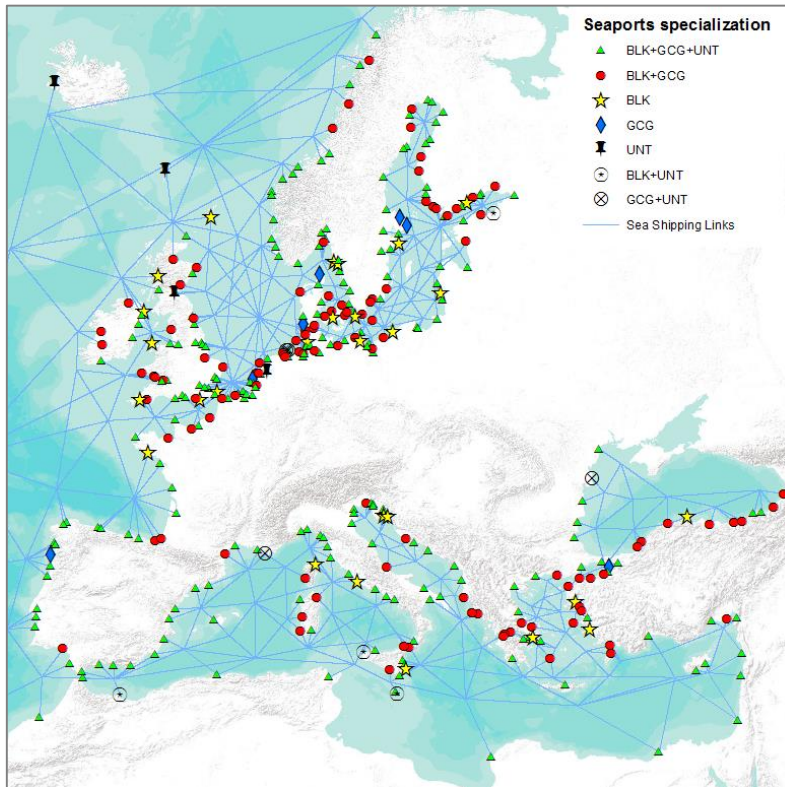 Seaports specialization
BLK+GCG+UNT
BLK+GCG
BLK
GCG
UNT
BLK+UNT
GCG+UNT
Sea Shipping Links